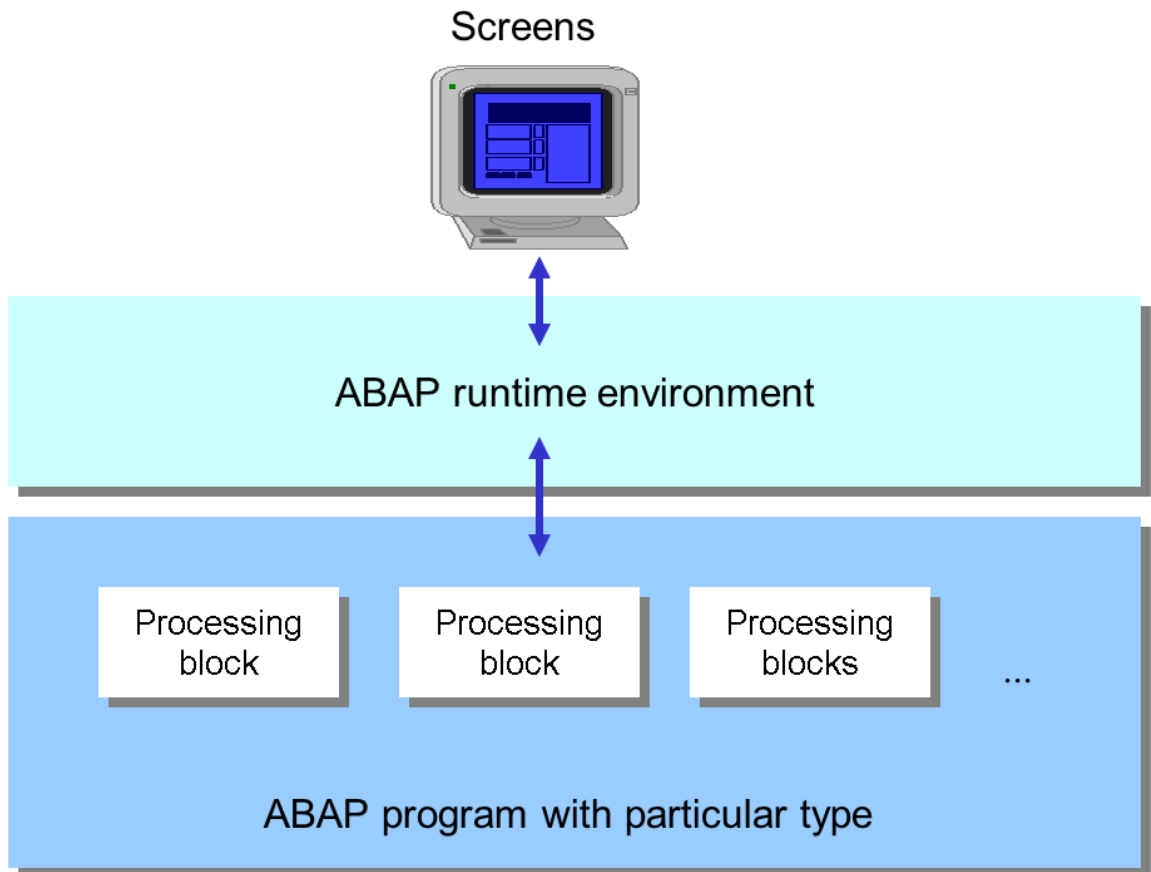 Screens
ABAP runtime environment
Processing
block
Processing
block
Processing
blocks
...
ABAP program with particular type